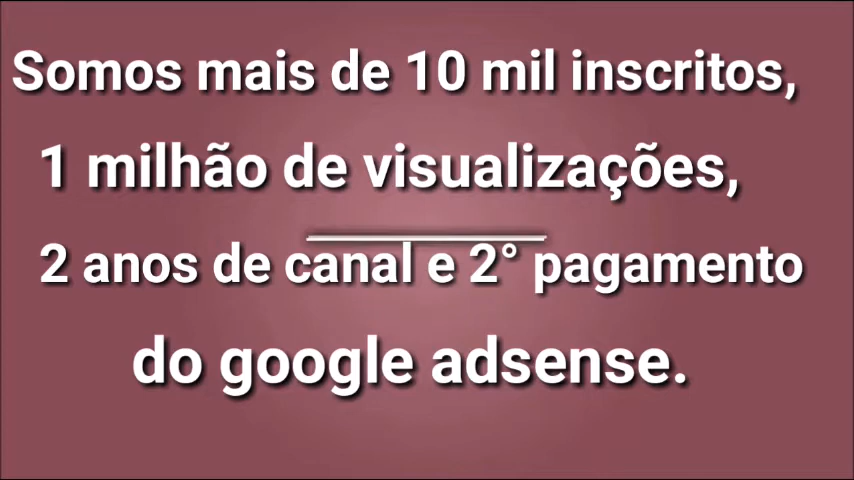 Somos mais de 10 mil inscritos,
1 milhão de visualizações,
2 anos de canal e 2° pagamento
do google adsense.